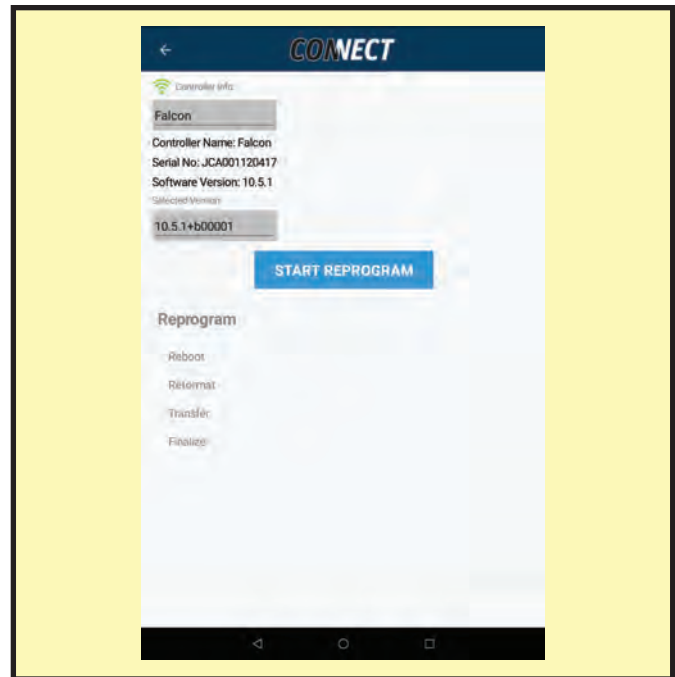 CONNECT
Controller Info
Falcon
Controller Name: Falcon
Serial No: JCA001120417
Software Version: 10.5.1
Selected Version
10.5.1+b00001
START REPROGRAM
Reprogram
Reboot
Reformat
Transfer
Finalize